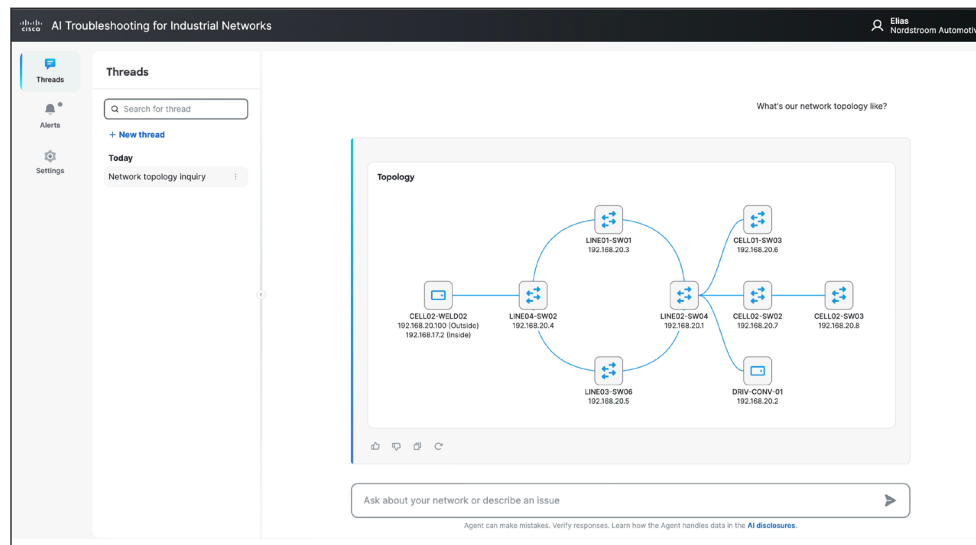 cisco
AI Troubleshooting for Industrial Networks
Elias
Nordstroom Automotiv
Threads
Alerts
Settings
Threads
Search for thread
+ New thread
Today
Network topology inquiry
What's our network topology like?
Topology
LINE01-SW01
192.168.20.3
CELL01-SW03
192.168.20.6
CELL02-WELD02
192.168.20.100 (Outside)
192.168.17.2 (Inside)
LINE04-SW02
192.168.20.4
LINE02-SW04
192.168.20.1
CELL02-SW02
192.168.20.7
CELL02-SW03
192.168.20.8
LINE03-SW06
192.168.20.5
DRIV-CONV-01
192.168.20.2
Ask about your network or describe an issue
Agent can make mistakes. Verify responses. Learn how the Agent handles data in the AI disclosures.